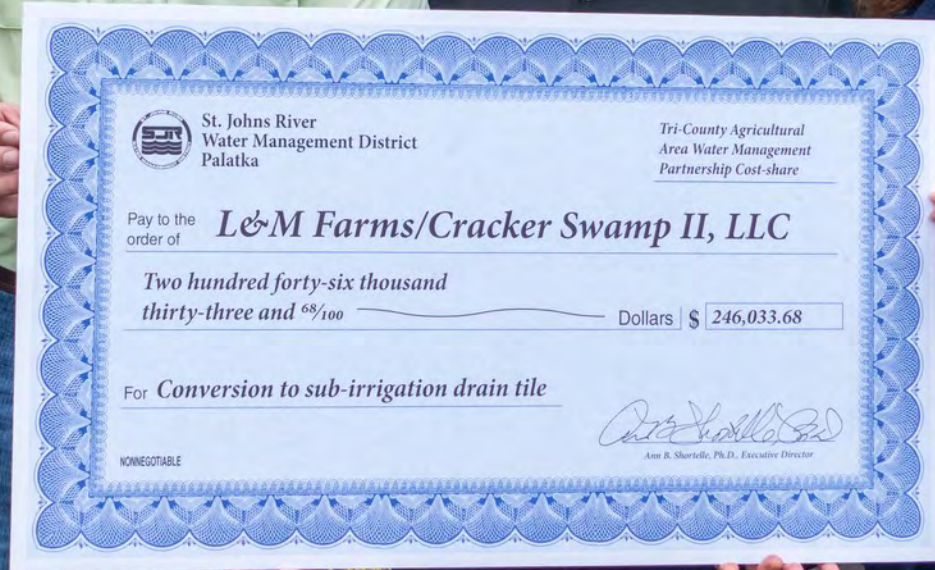 SJR
St. Johns River
Water Management District
Palatka
Tri-County Agricultural
Area Water Management
Partnership Cost-share
Pay to the
order of
L&M Farms/Cracker Swamp II, LLC
Two hundred forty-six thousand
thirty-three and 68/100
Dollars $ 246,033.68
For Conversion to sub-irrigation drain tile
Ann B. Shortelle, Ph.D., Executive Director
NONNEGOTIABLE